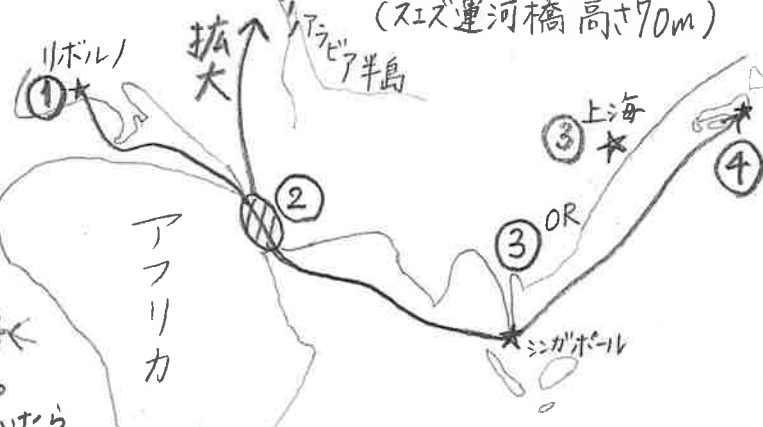 (スエズ運河橋 高さ70m)
アラビア半島
拡大
リボルノ
①
②
③ 上海
③ OR
④
シンガポール
アフリカ
たら